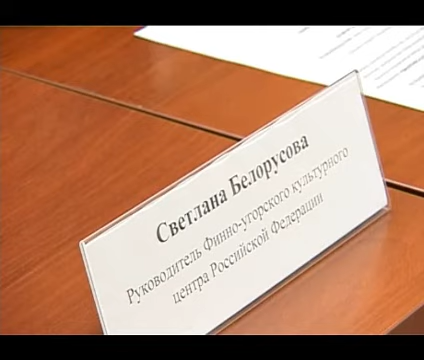 Светлана Белорусова
Руководитель Финно-угорского культурного
центра Российской Федерации